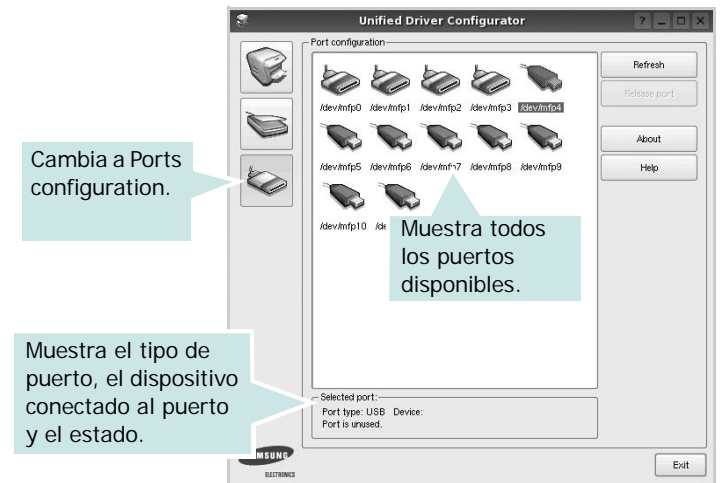 Unified Driver Configurator
Port configuration
/dev/mfp0 /dev/mfp1 /dev/mfp2 /dev/mfp3 /dev/mfp4
/dev/mfp5 /dev/mfp6 /dev/mfp7 /dev/mfp8 /dev/mfp9
/dev/mfp10
Refresh
Release port
About
Help
Cambia a Ports
configuration.
Muestra todos
los puertos
disponibles.
Muestra el tipo de
puerto, el dispositivo
conectado al puerto
y el estado.
Selected port:
Port type: USB Device:
Port is unused.
ELECTRONICS
Exit